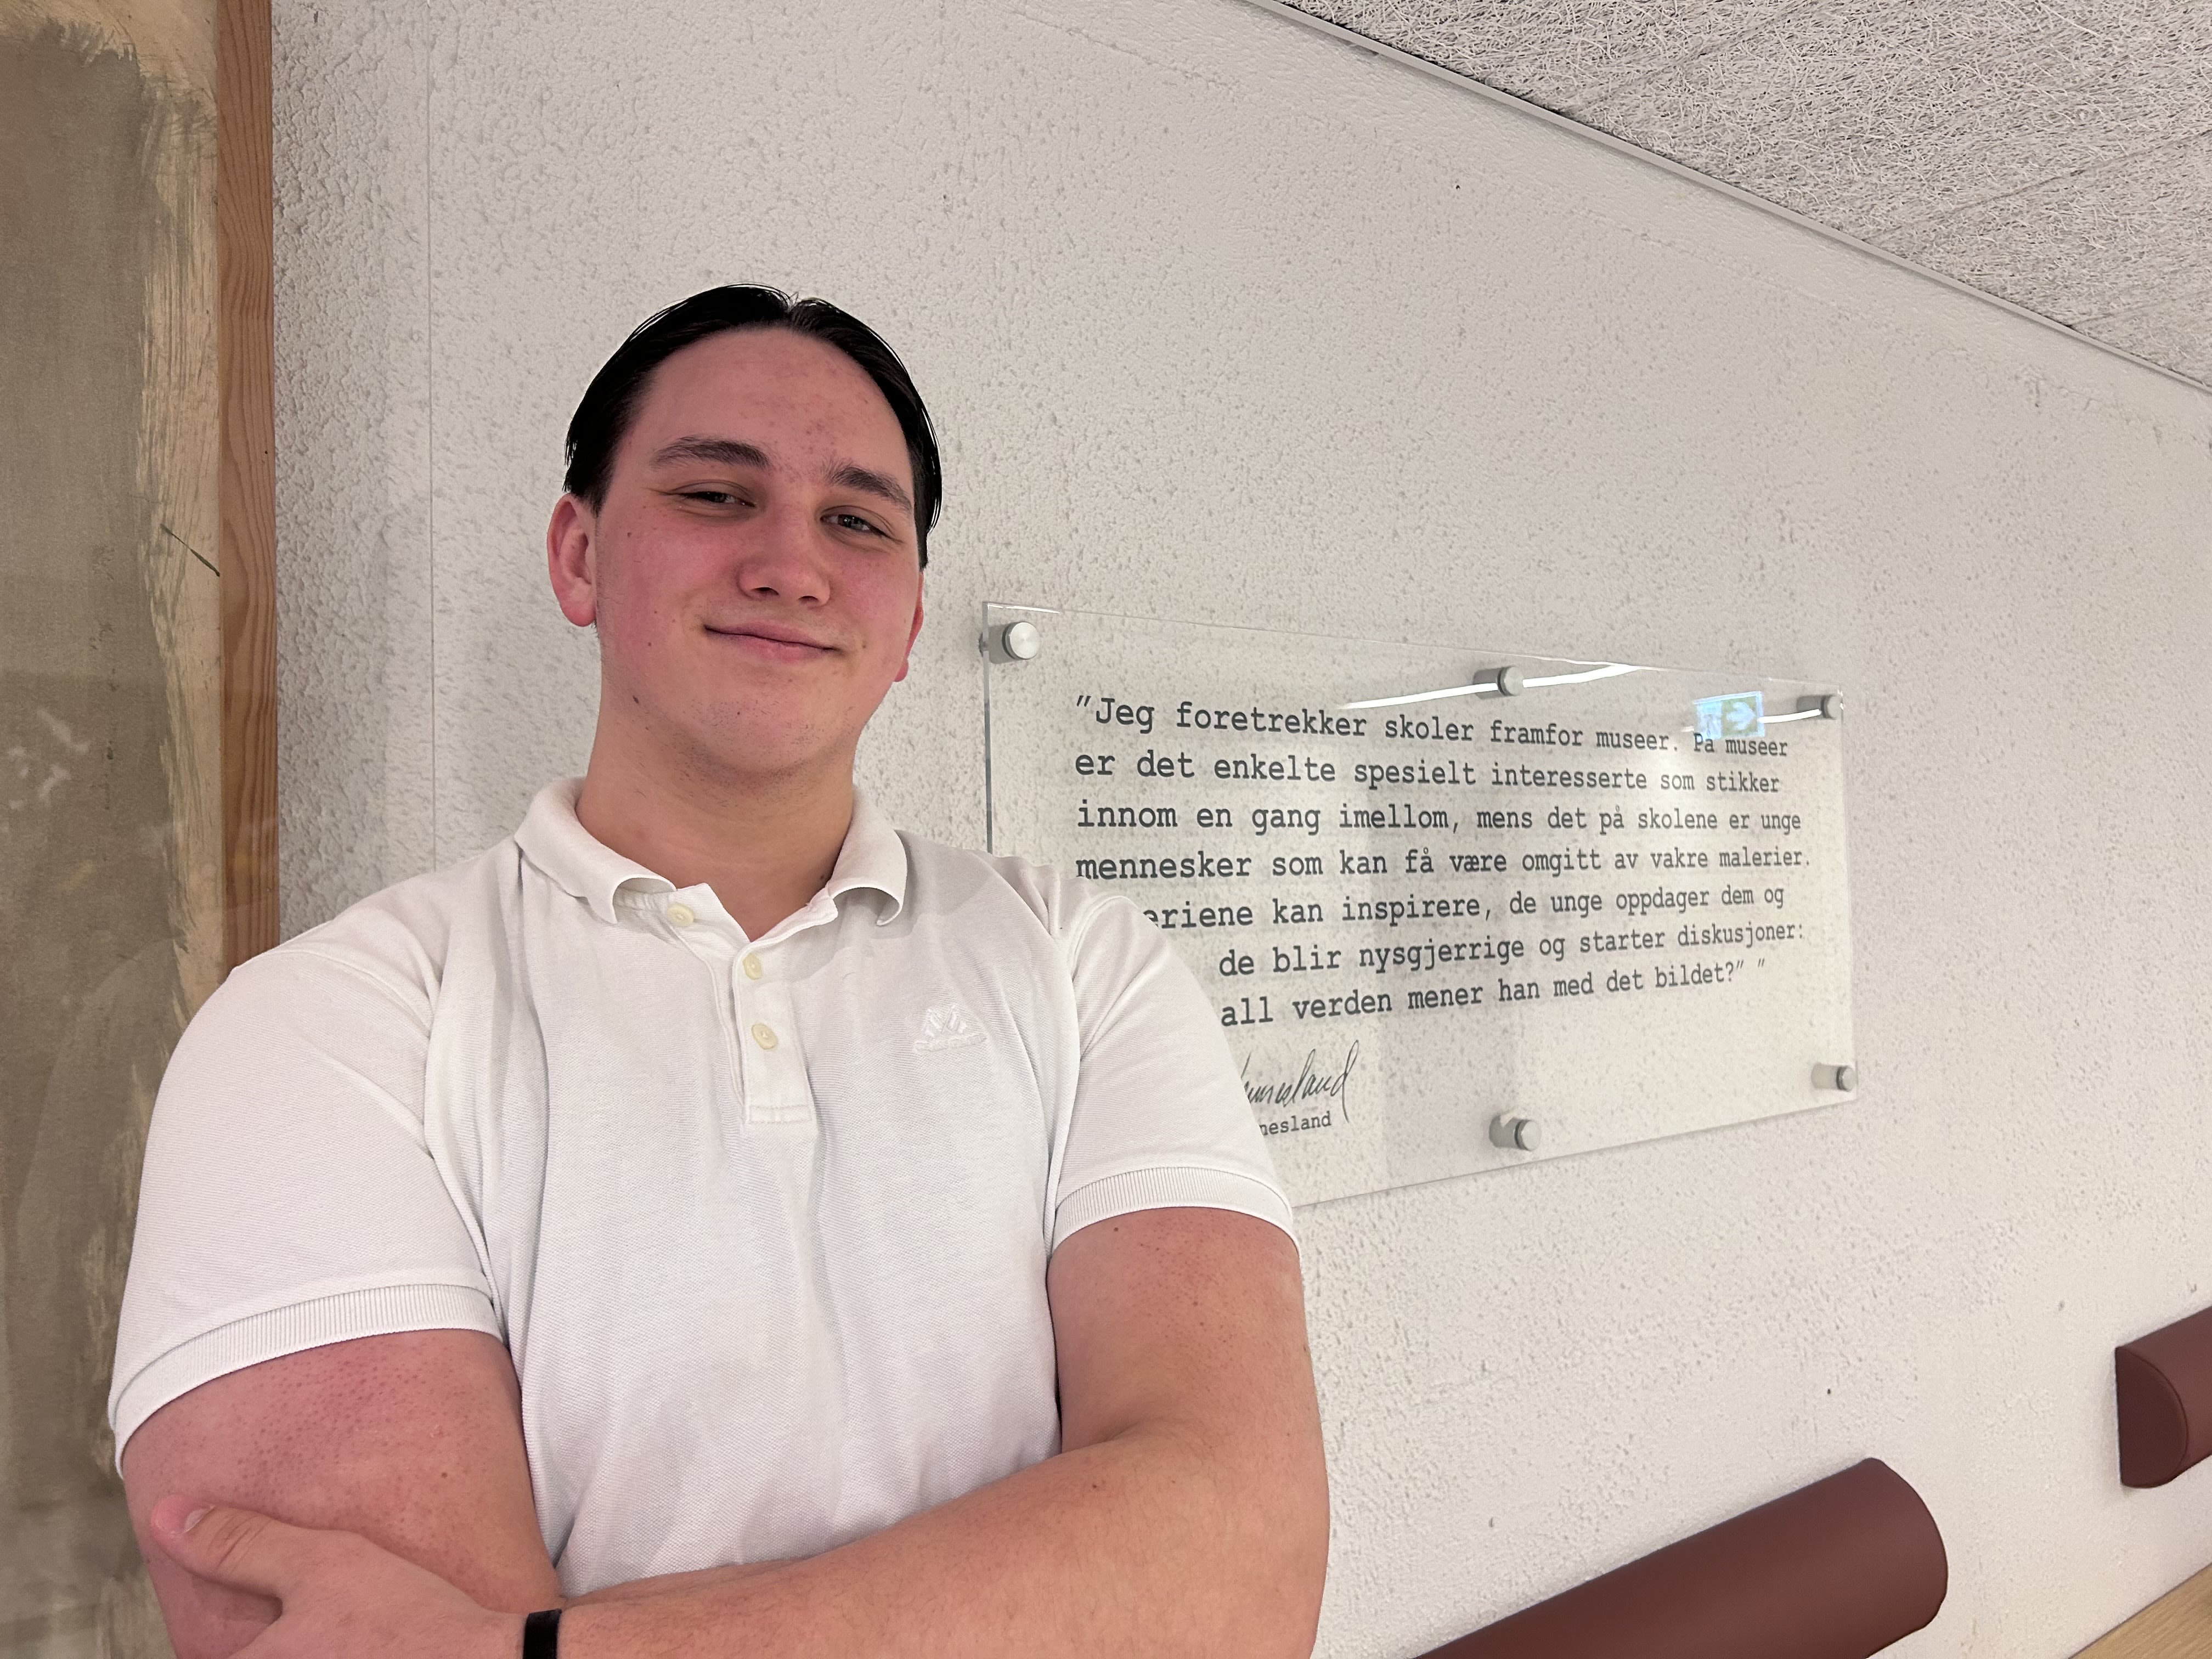 "Jeg foretrekker skoler framfor museer. På museer
er det enkelte spesielt interesserte som stikker
innom en gang imellom, mens det på skolene er unge
mennesker som kan få være omgitt av vakre malerier.
eriene kan inspirere, de unge oppdager dem og
de blir nysgjerrige og starter diskusjoner:
all verden mener han med det bildet?" "
nesland